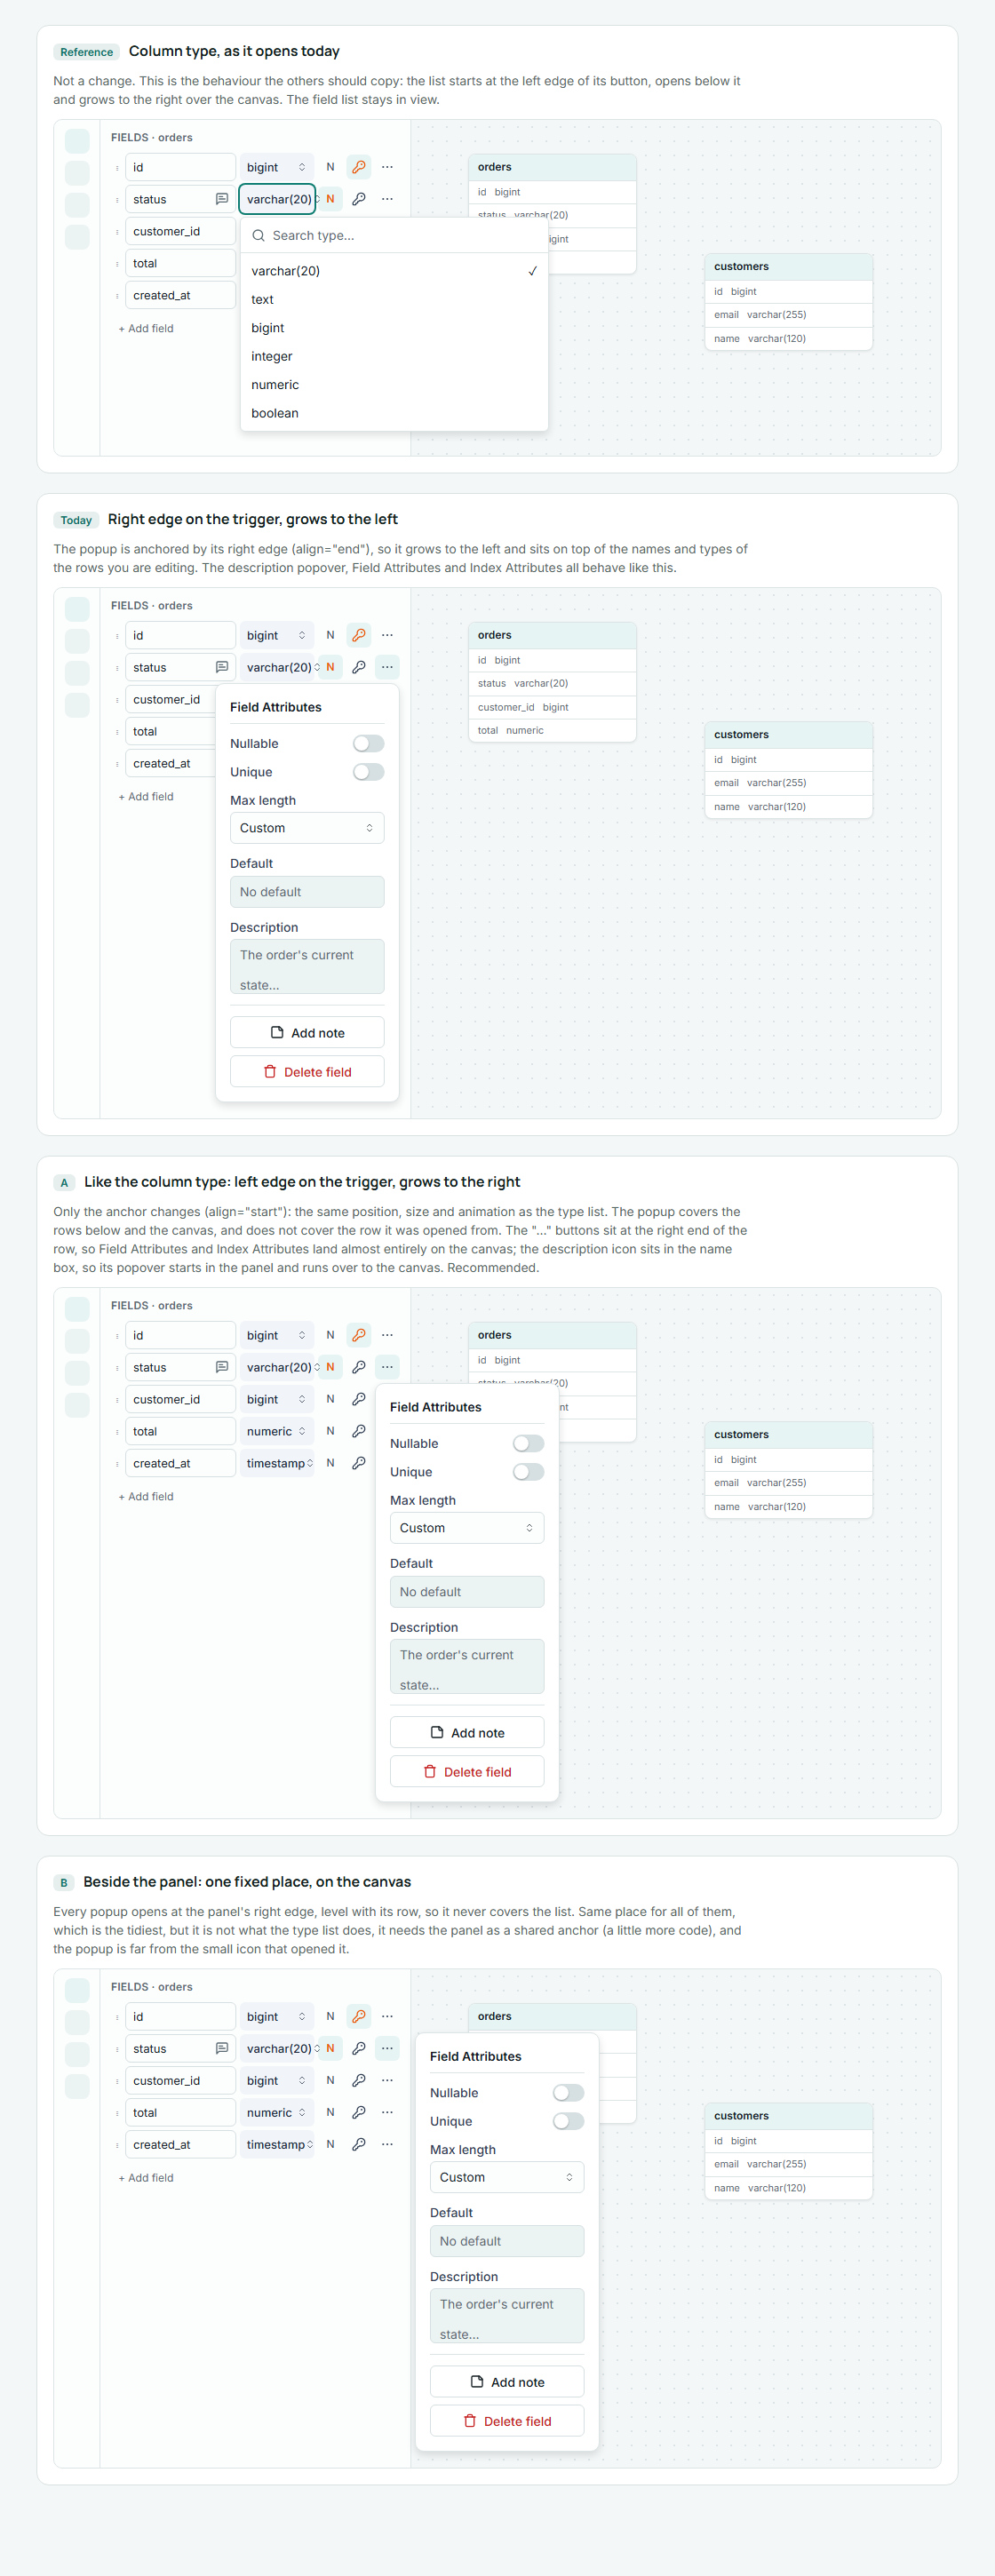 Reference Column type, as it opens today
Not a change. This is the behaviour the others should copy: the list starts at the left edge of its button, opens below it
and grows to the right over the canvas. The field list stays in view.
FIELDS · orders
id bigint N
status varchar(20) N
customer_id
total
created_at
+ Add field
Search type...
varchar(20)
text
bigint
integer
numeric
boolean
orders
id bigint
status varchar(20)
bigint
customers
id bigint
email varchar(255)
name varchar(120)
Today Right edge on the trigger, grows to the left
The popup is anchored by its right edge (align="end"), so it grows to the left and sits on top of the names and types of
the rows you are editing. The description popover, Field Attributes and Index Attributes all behave like this.
FIELDS · orders
id bigint N
status varchar(20) N
customer_id
total
created_at
+ Add field
Field Attributes
Nullable
Unique
Max length
Custom
Default
No default
Description
The order's current
state...
Add note
Delete field
orders
id bigint
status varchar(20)
customer_id bigint
total numeric
customers
id bigint
email varchar(255)
name varchar(120)
A Like the column type: left edge on the trigger, grows to the right
Only the anchor changes (align="start"): the same position, size and animation as the type list. The popup covers the
rows below and the canvas, and does not cover the row it was opened from. The "..." buttons sit at the right end of the
row, so Field Attributes and Index Attributes land almost entirely on the canvas; the description icon sits in the name
box, so its popover starts in the panel and runs over to the canvas. Recommended.
FIELDS · orders
id bigint N
status varchar(20) N
customer_id bigint N
total numeric N
created_at timestamp N
+ Add field
Field Attributes
Nullable
Unique
Max length
Custom
Default
No default
Description
The order's current
state...
Add note
Delete field
orders
id bigint
status varchar(20)
nt
customers
id bigint
email varchar(255)
name varchar(120)
B Beside the panel: one fixed place, on the canvas
Every popup opens at the panel's right edge, level with its row, so it never covers the list. Same place for all of them,
which is the tidiest, but it is not what the type list does, it needs the panel as a shared anchor (a little more code), and
the popup is far from the small icon that opened it.
FIELDS · orders
id bigint N
status varchar(20) N
customer_id bigint N
total numeric N
created_at timestamp N
+ Add field
Field Attributes
Nullable
Unique
Max length
Custom
Default
No default
Description
The order's current
state...
Add note
Delete field
orders
customers
id bigint
email varchar(255)
name varchar(120)